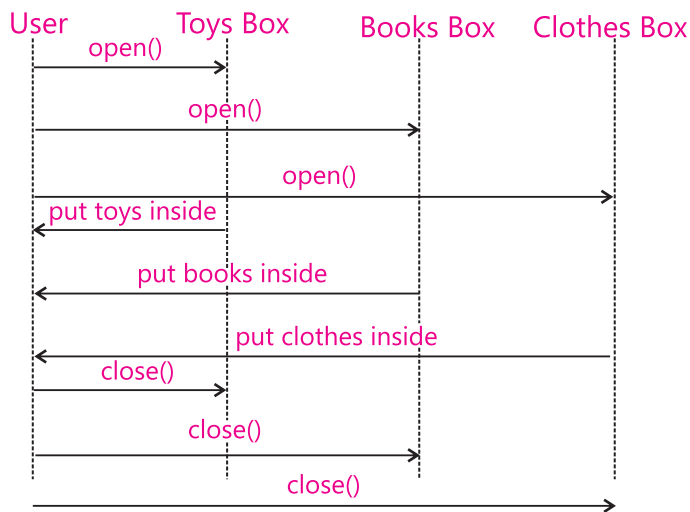 User
Toys Box
Books Box
Clothes Box
open()
open()
open()
put toys inside
put books inside
put clothes inside
close()
close()
close()